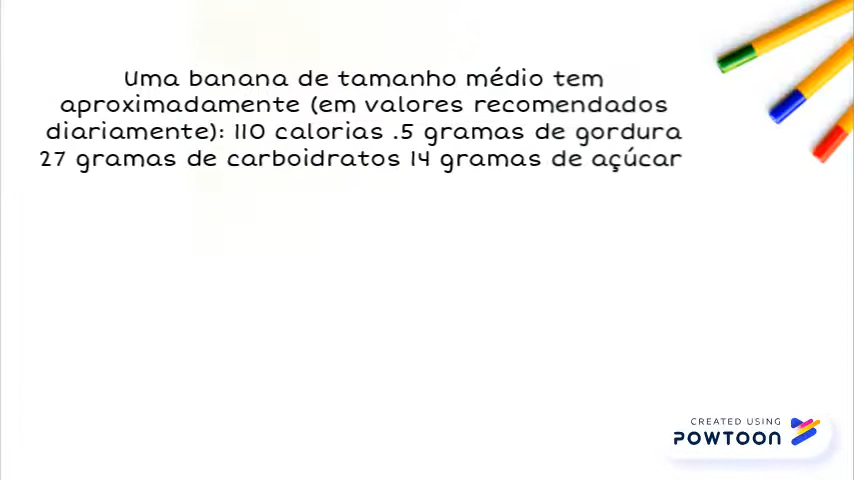 Uma banana de tamanho médio tem
aproximadamente (em valores recomendados
diariamente): 110 calorias .5 gramas de gordura
27 gramas de carboidratos 14 gramas de açúcar
CREATED USING
POWTOON